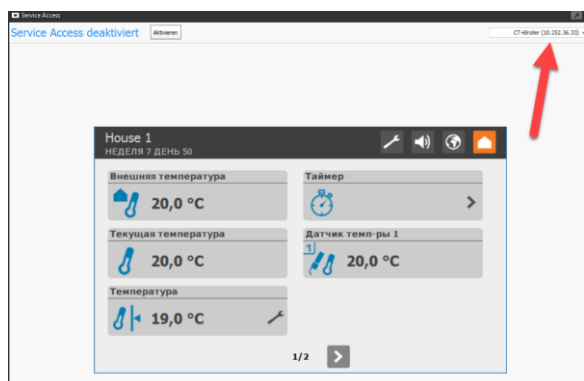 Service Access
Service Access deaktiviert
Aktivieren
CT+Broiler (10.252.36.33)
House 1
НЕДЕЛЯ 7 ДЕНЬ 50
Внешняя температура
20,0 °C
Таймер
Текущая температура
20,0 °C
Датчик темп-ры 1
1
20,0 °C
Температура
19,0 °C
1/2